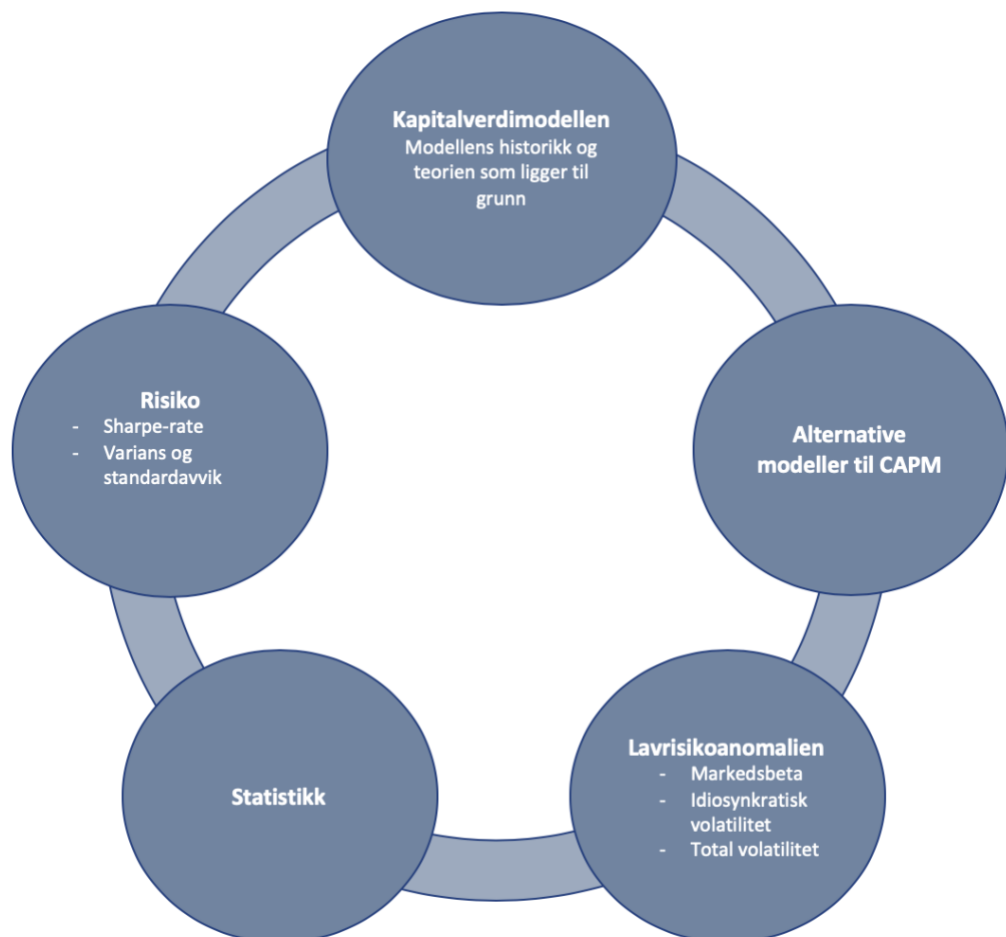 Kapitalverdimodellen
Modellens historikk og
teorien som ligger til
grunn
Risiko
- Sharpe-rate
- Varians og
standardavvik
Alternative
modeller til CAPM
Statistikk
Lavrisikoanomalien
- Markedsbeta
- Idiosynkratisk
volatilitet
- Total volatilitet